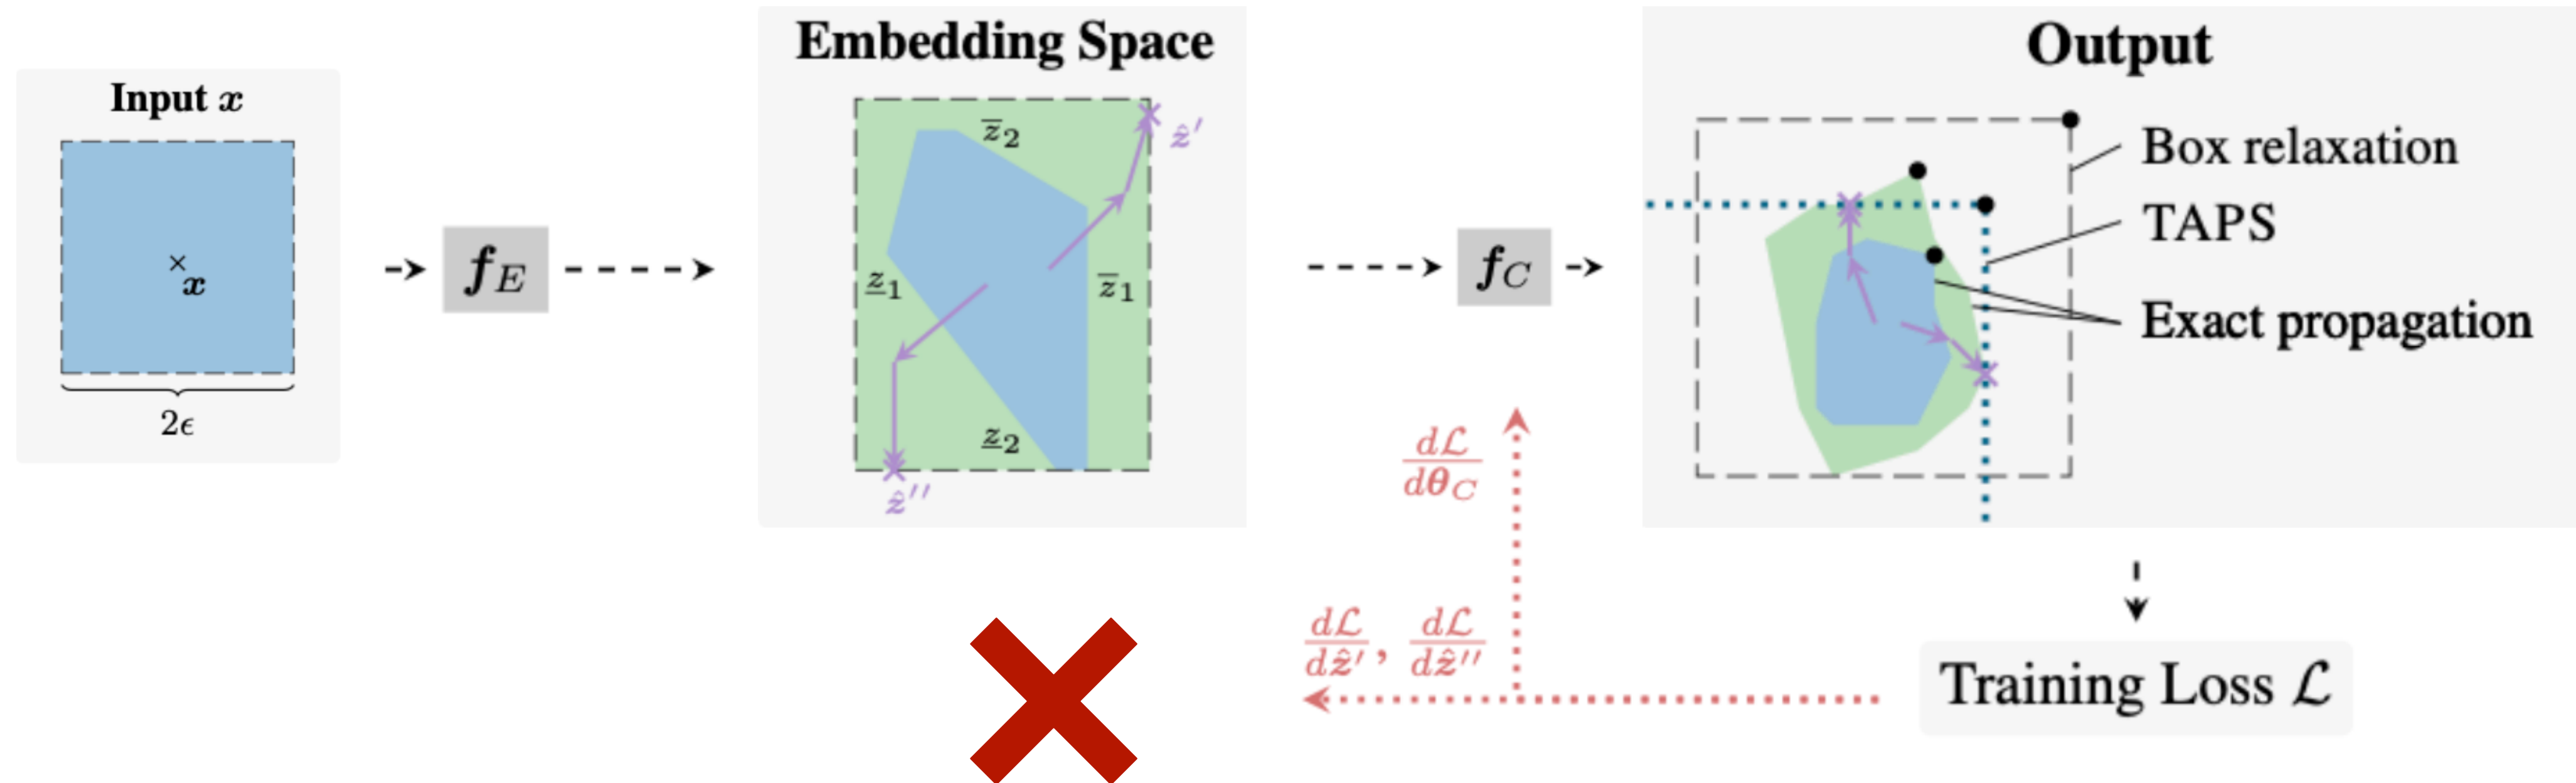 Input x
x
2ϵ
f_E
Embedding Space
z̅₂
ẑ′
z̲₁
z̅₁
z̲₂
ẑ″
f_C
Output
Box relaxation
TAPS
Exact propagation
dℒ/dθ_C
dℒ/dẑ′, dℒ/dẑ″
Training Loss ℒ